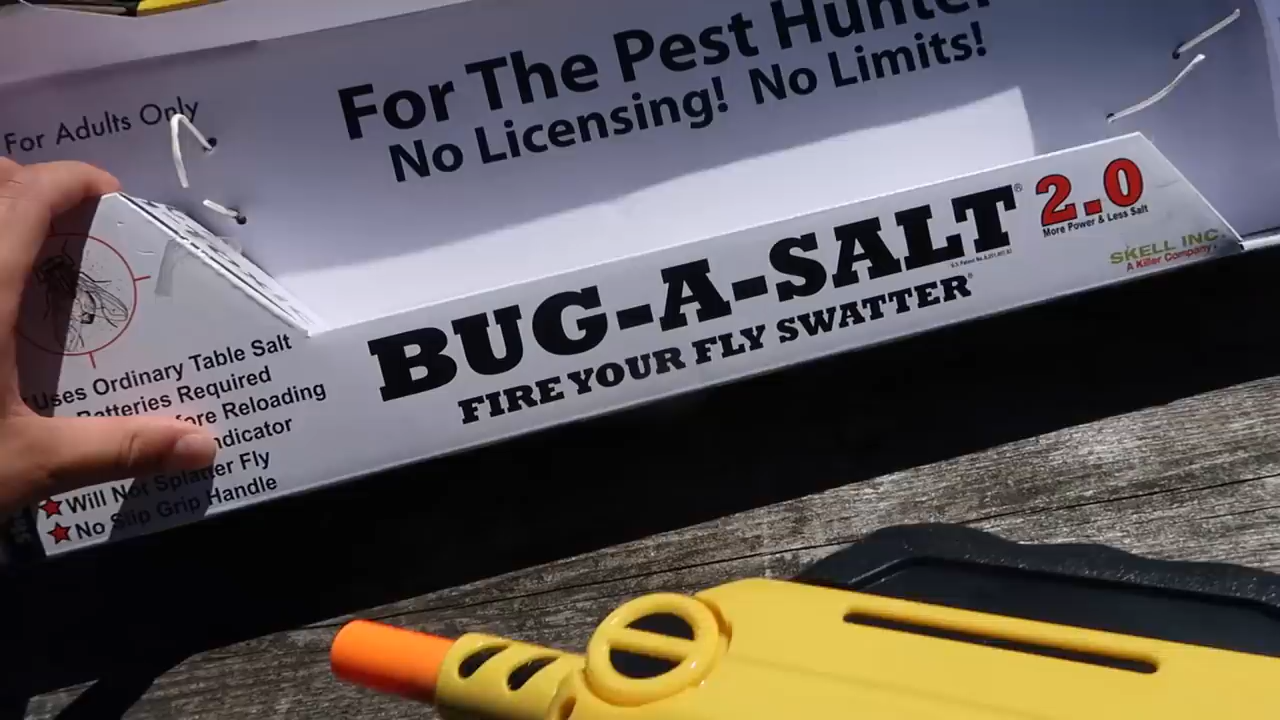 For Adults Only
For The Pest Hunter
No Licensing! No Limits!
BUG-A-SALT®
2.0
More Power & Less Salt
FIRE YOUR FLY SWATTER®
SKELL INC
A Killer Company
Uses Ordinary Table Salt
Batteries Required
Reloading
Will Not Splatter Fly
No Slip Grip Handle